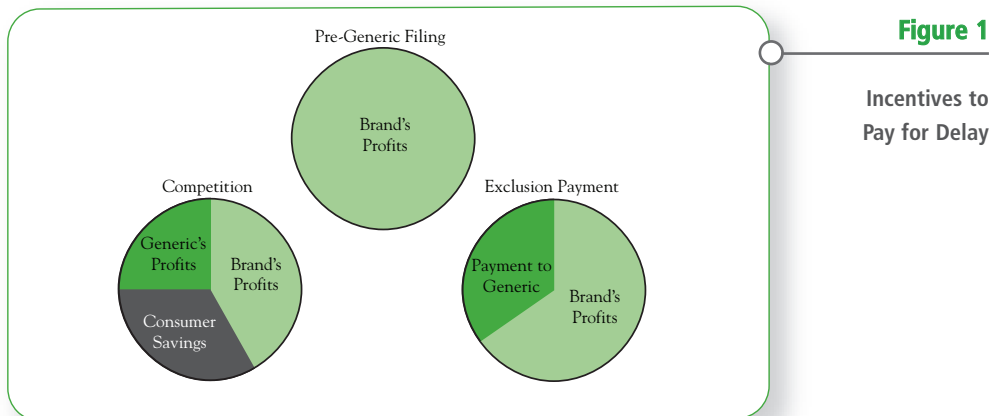 Figure 1
Incentives to
Pay for Delay
Pre-Generic Filing
Brand's
Profits
Competition
Generic's
Profits
Brand's
Profits
Consumer
Savings
Exclusion Payment
Payment to
Generic
Brand's
Profits